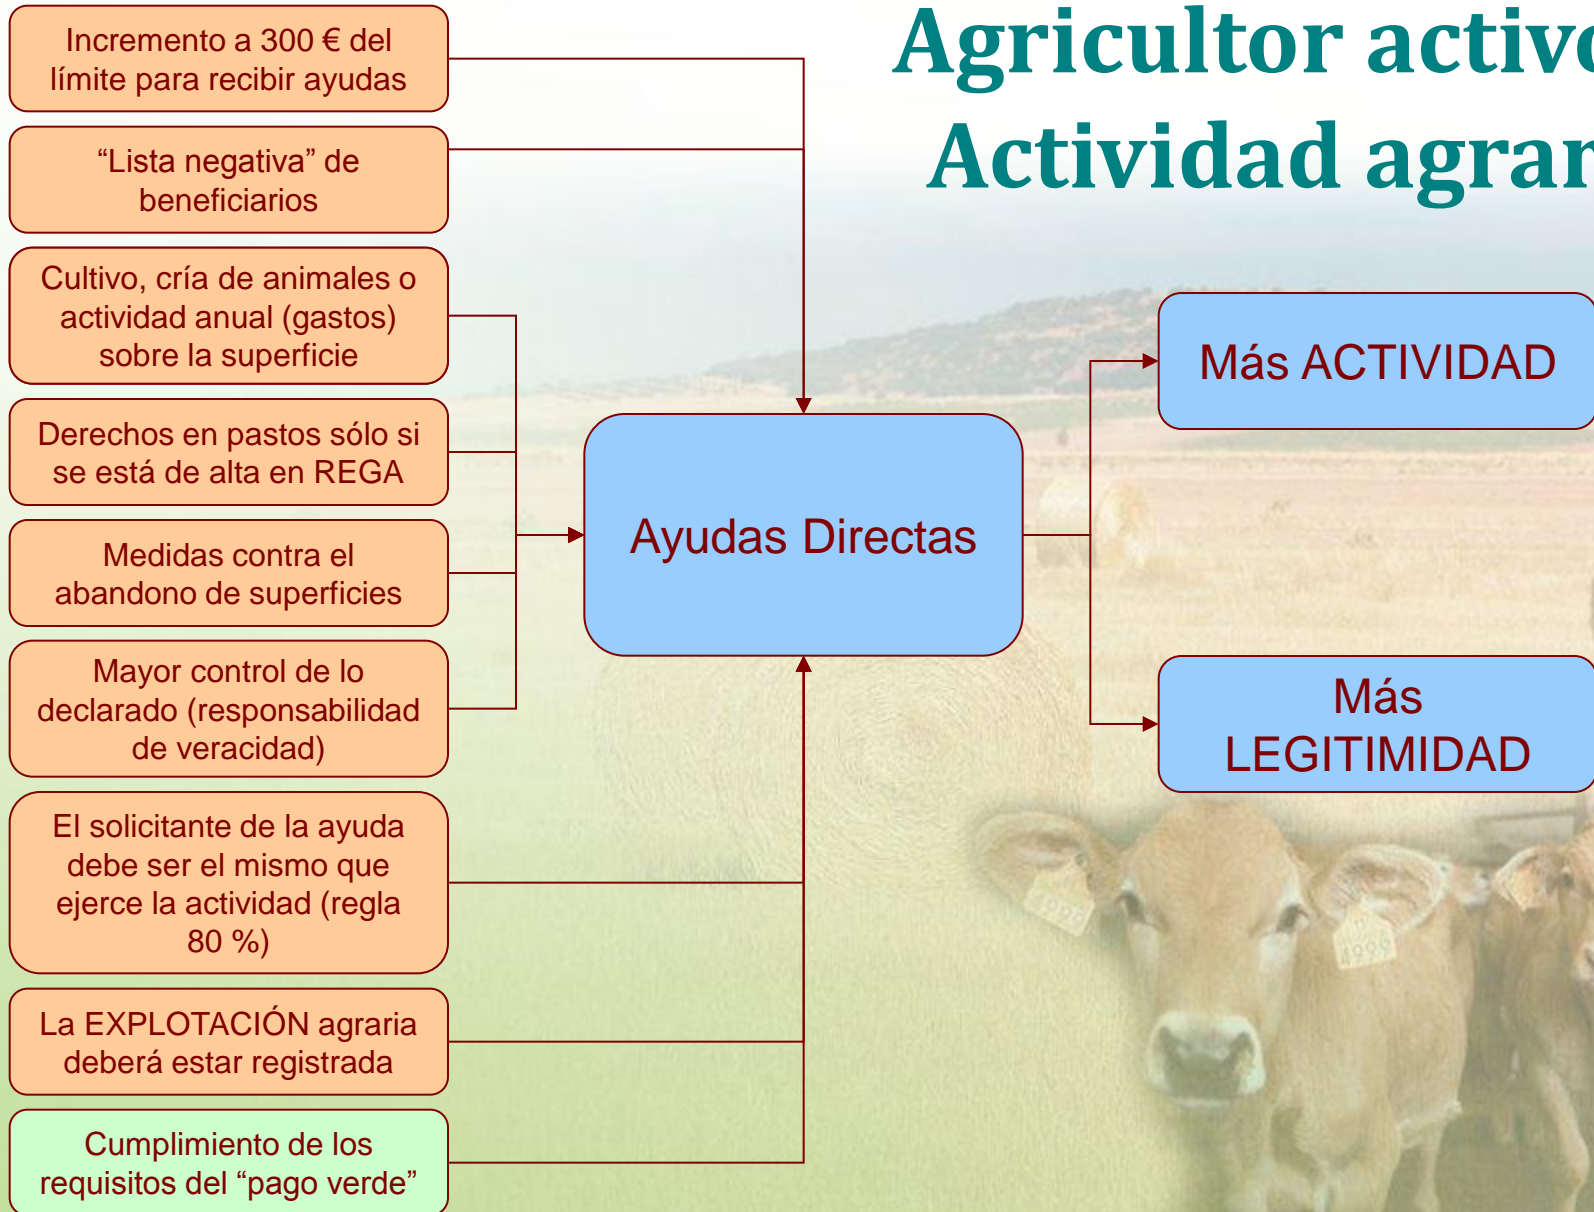 Agricultor activo
Actividad agrar
Incremento a 300 € del
límite para recibir ayudas
“Lista negativa” de
beneficiarios
Cultivo, cría de animales o
actividad anual (gastos)
sobre la superficie
Derechos en pastos sólo si
se está de alta en REGA
Medidas contra el
abandono de superficies
Mayor control de lo
declarado (responsabilidad
de veracidad)
El solicitante de la ayuda
debe ser el mismo que
ejerce la actividad (regla
80 %)
La EXPLOTACIÓN agraria
deberá estar registrada
Cumplimiento de los
requisitos del “pago verde”
Ayudas Directas
Más ACTIVIDAD
Más
LEGITIMIDAD
4999